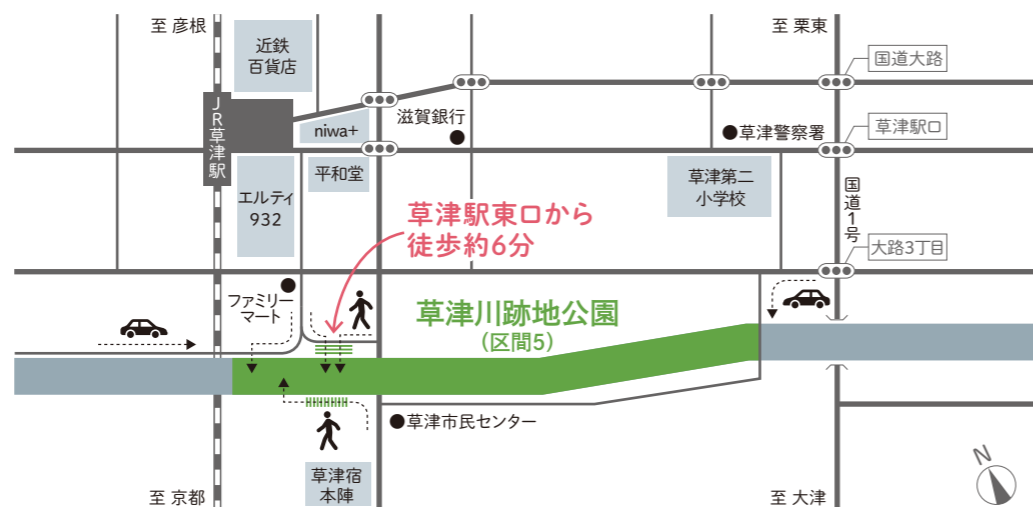 至 彦根
近鉄
百貨店
至 栗東
国道大路
JR草津駅
niwa+
滋賀銀行
草津警察署
草津駅口
エルティ
932
平和堂
草津第二
小学校
国道1号
草津駅東口から
徒歩約6分
大路3丁目
ファミリー
マート
草津川跡地公園
(区間5)
草津市民センター
草津宿
本陣
至 京都
至 大津
N